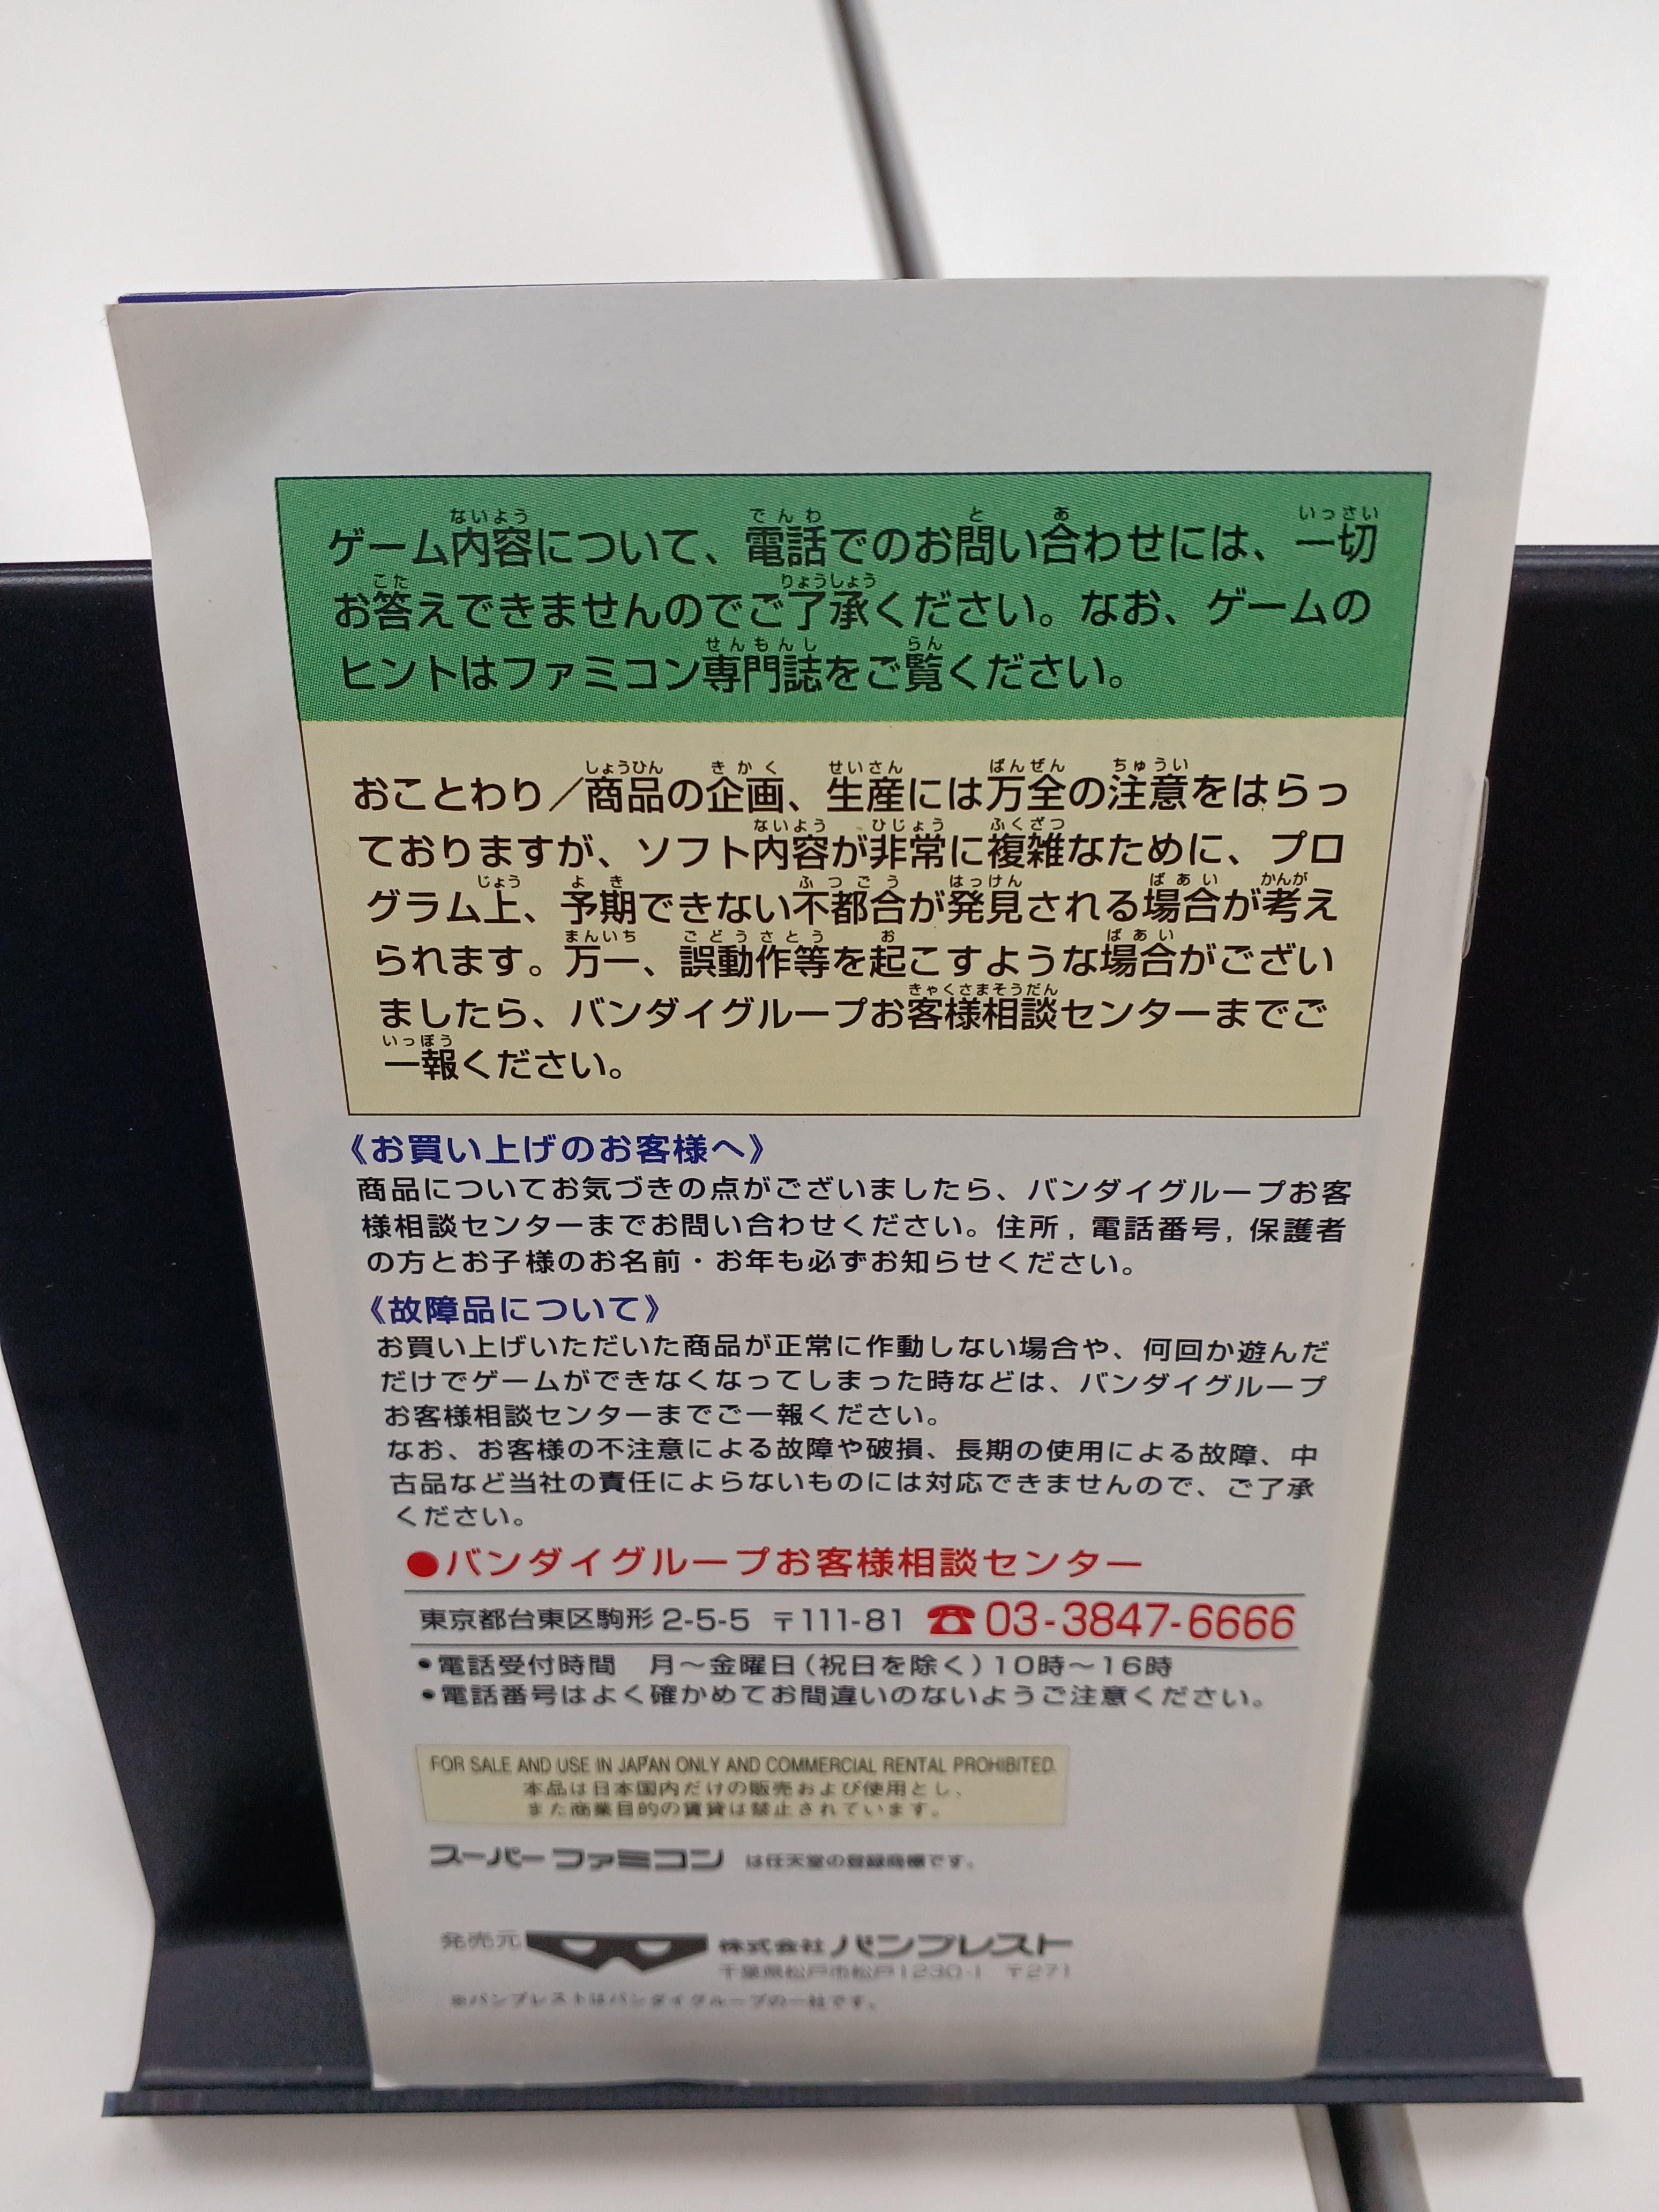 ゲーム内容について、電話でのお問い合わせには、一切
お答えできませんのでご了承ください。なお、ゲームの
ヒントはファミコン専門誌をご覧ください。
おことわり／商品の企画、生産には万全の注意をはらっ
ておりますが、ソフト内容が非常に複雑なために、プロ
グラム上、予期できない不都合が発見される場合が考え
られます。万一、誤動作等を起こすような場合がござい
ましたら、バンダイグループお客様相談センターまでご
一報ください。
《お買い上げのお客様へ》
商品についてお気づきの点がございましたら、バンダイグループお客
様相談センターまでお問い合わせください。住所，電話番号，保護者
の方とお子様のお名前・お年も必ずお知らせください。
《故障品について》
お買い上げいただいた商品が正常に作動しない場合や、何回か遊んだ
だけでゲームができなくなってしまった時などは、バンダイグループ
お客様相談センターまでご一報ください。
なお、お客様の不注意による故障や破損、長期の使用による故障、中
古品など当社の責任によらないものには対応できませんので、ご了承
ください。
●バンダイグループお客様相談センター
東京都台東区駒形2-5-5 〒111-81 ☎03-3847-6666
•電話受付時間 月〜金曜日(祝日を除く)10時〜16時
•電話番号はよく確かめてお間違いのないようご注意ください。
FOR SALE AND USE IN JAPAN ONLY AND COMMERCIAL RENTAL PROHIBITED.
本品は日本国内だけの販売および使用とし、
また商業目的の賃貸は禁止されています。
スーパーファミコン は任天堂の登録商標です。
発売元 株式会社 バンプレスト
千葉県松戸市松戸1230-1 〒271
※バンプレストはバンダイグループの一社です。